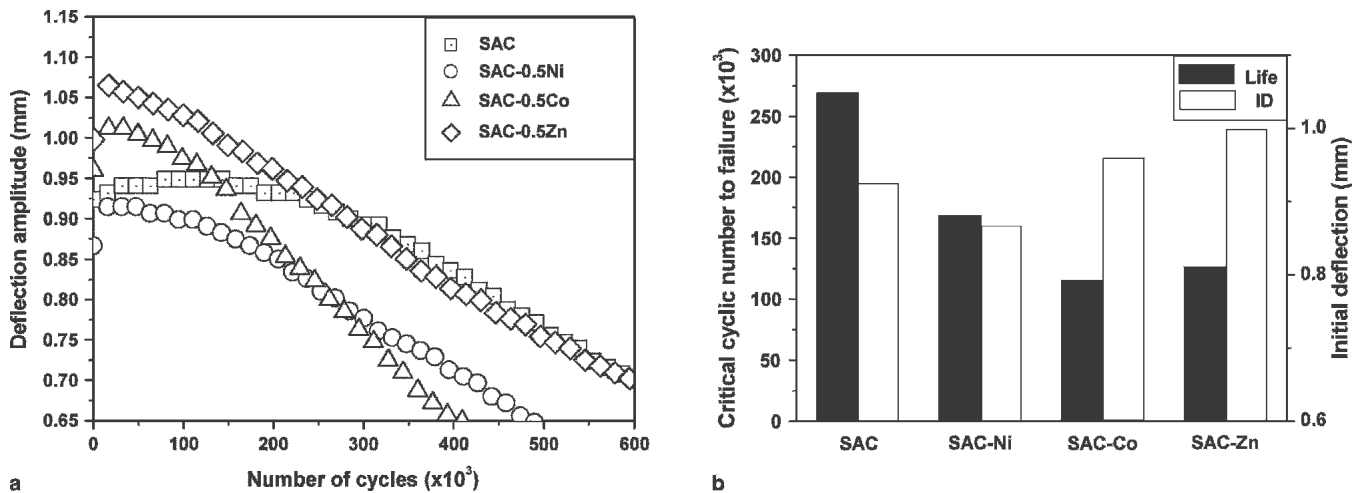 1.15
1.10
1.05
1.00
0.95
0.90
0.85
0.80
0.75
0.70
0.65
Deflection amplitude (mm)
0
100
200
300
400
500
600
Number of cycles (x10³)
SAC
SAC-0.5Ni
SAC-0.5Co
SAC-0.5Zn
a
300
250
200
150
100
50
0
Critical cyclic number to failure (x10³)
Life
ID
1.0
0.8
0.6
Initial deflection (mm)
SAC
SAC-Ni
SAC-Co
SAC-Zn
b